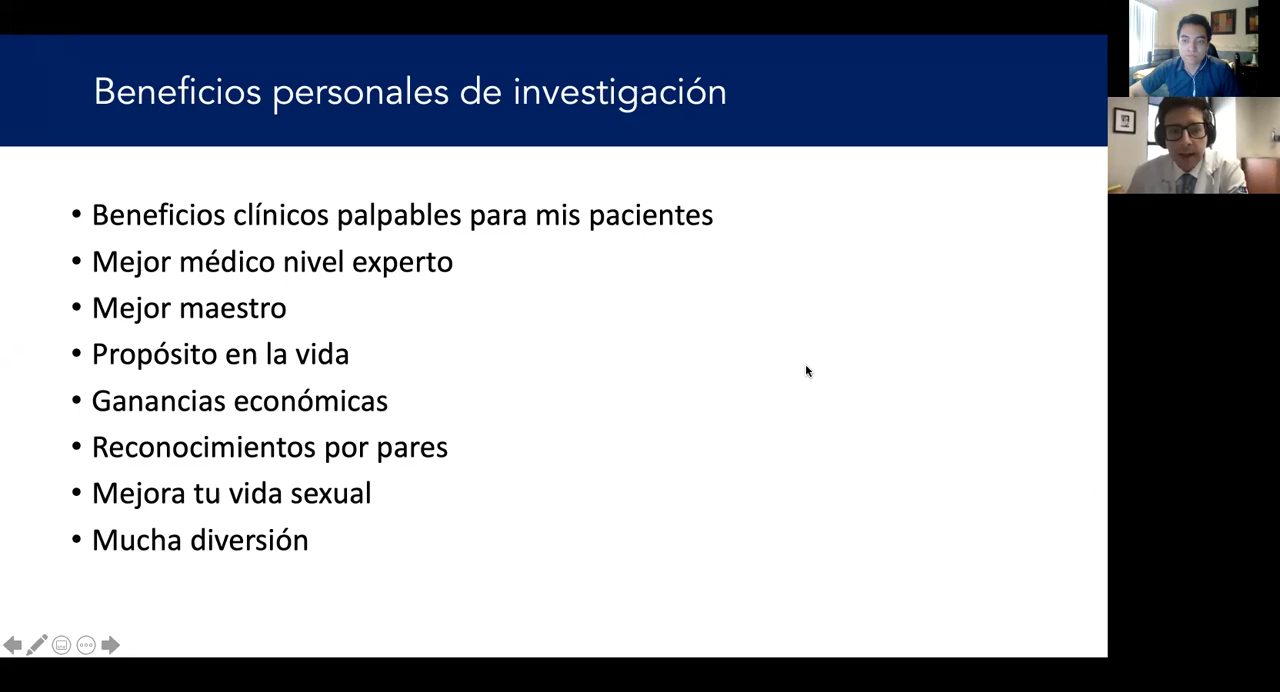 Beneficios personales de investigación
• Beneficios clínicos palpables para mis pacientes
• Mejor médico nivel experto
• Mejor maestro
• Propósito en la vida
• Ganancias económicas
• Reconocimientos por pares
• Mejora tu vida sexual
• Mucha diversión